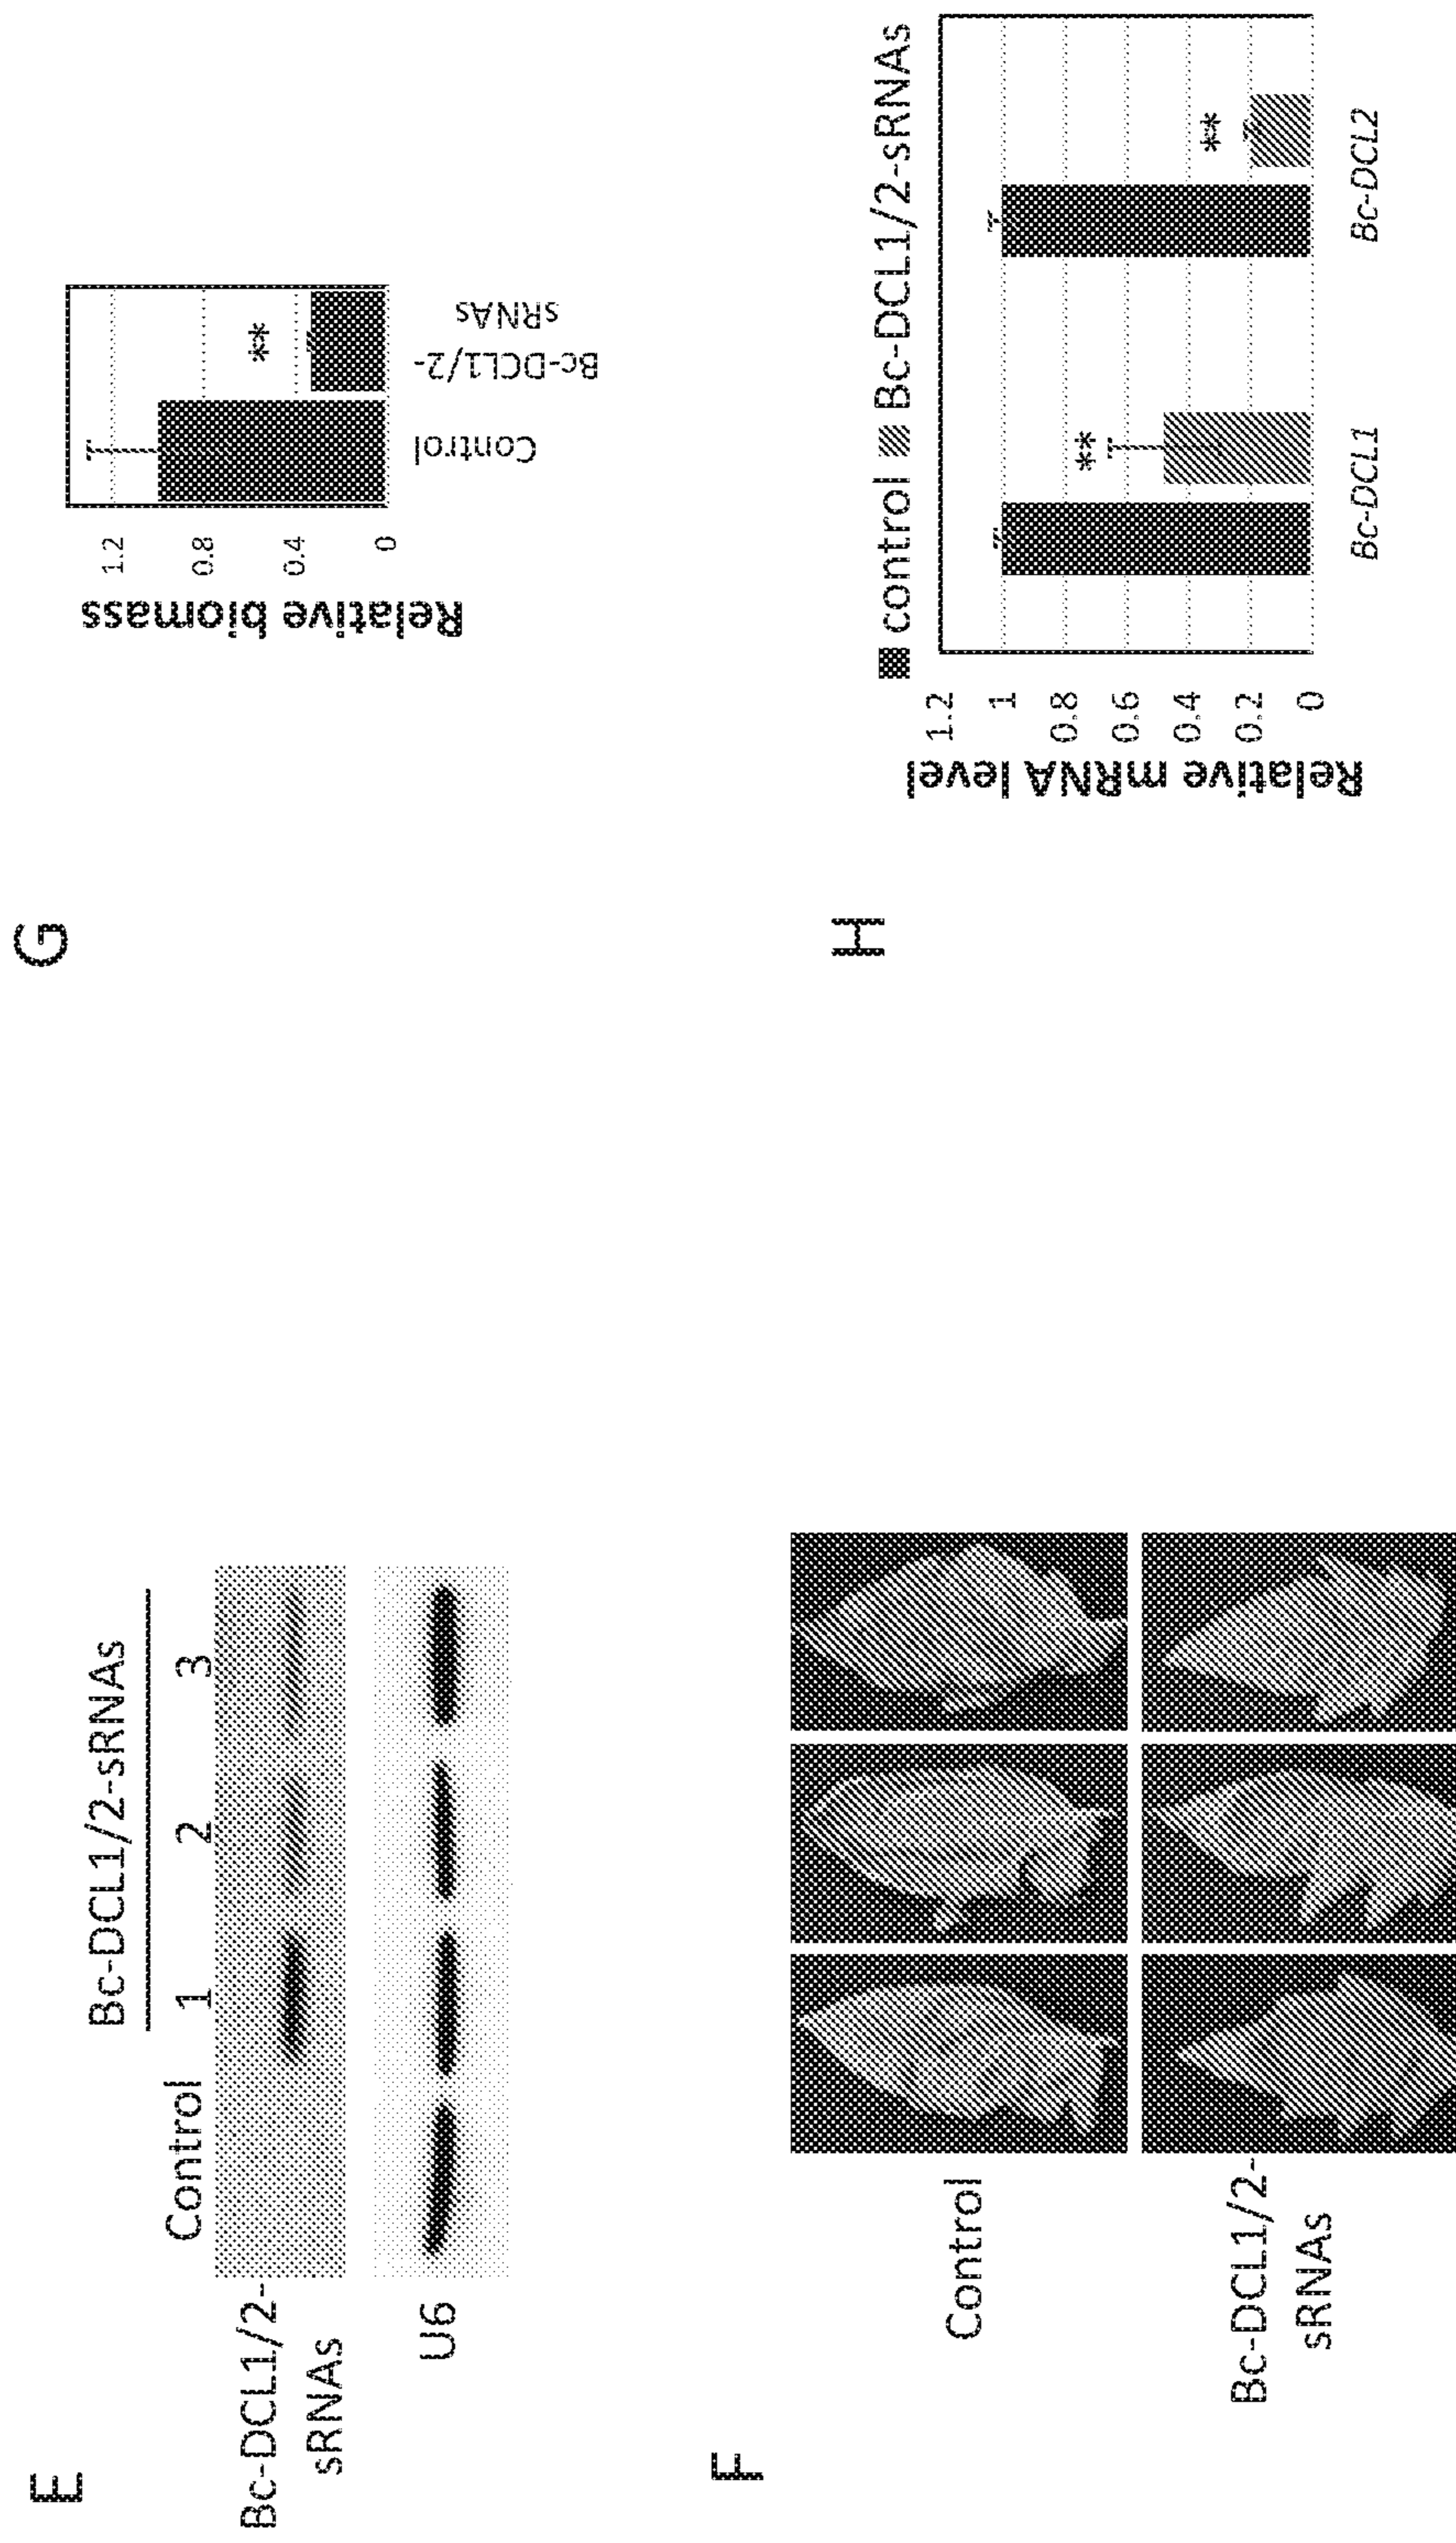 E
Bc-DCL1/2-sRNAs
Control 1 2 3
Bc-DCL1/2-
sRNAs
U6
F
Control
Bc-DCL1/2-
sRNAs
G
Relative biomass
1.2
0.8
0.4
0
Control
Bc-DCL1/2-
sRNAs
**
H
control Bc-DCL1/2-sRNAs
Relative mRNA level
1.2
1
0.8
0.6
0.4
0.2
0
**
**
Bc-DCL1 Bc-DCL2